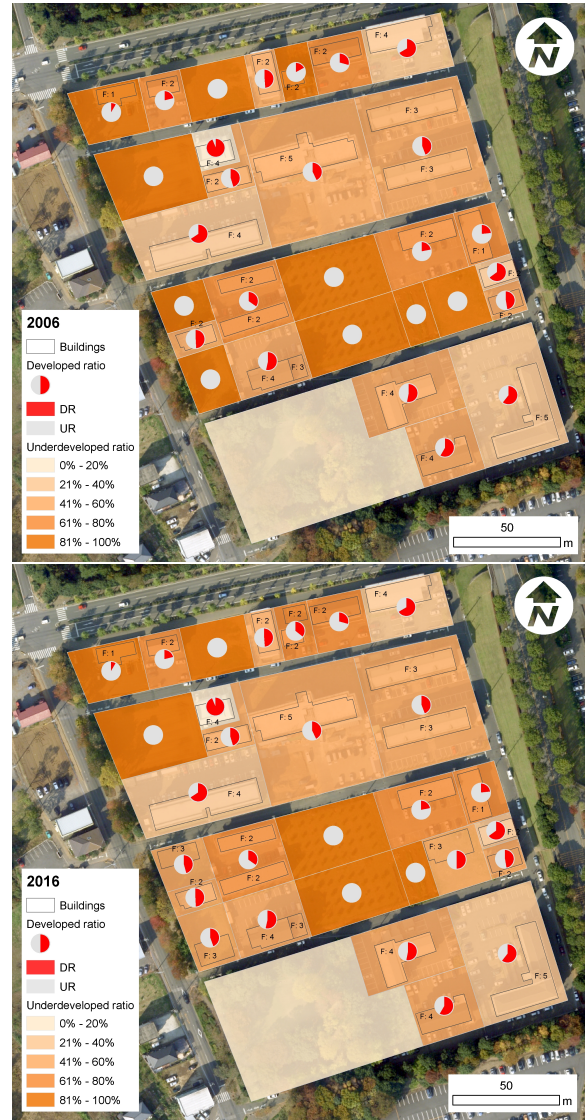 F: 4
N
F: 2
F: 2
F: 1
F: 2
F: 2
F: 3
F: 4
F: 5
F: 2
F: 3
F: 4
F: 2
F: 1
F: 2
F: 2
F: 2
F: 2
F: 3
F: 4
F: 4
F: 5
F: 4
2006
Buildings
Developed ratio
DR
UR
Underdeveloped ratio
0% - 20%
21% - 40%
41% - 60%
61% - 80%
81% - 100%
50
m
F: 4
N
F: 2
F: 2
F: 2
F: 1
F: 2
F: 2
F: 3
F: 4
F: 5
F: 2
F: 3
F: 4
F: 2
F: 1
F: 2
F: 3
F: 3
F: 2
F: 2
F: 2
F: 3
F: 4
F: 3
F: 4
F: 5
F: 4
2016
Buildings
Developed ratio
DR
UR
Underdeveloped ratio
0% - 20%
21% - 40%
41% - 60%
61% - 80%
81% - 100%
50
m